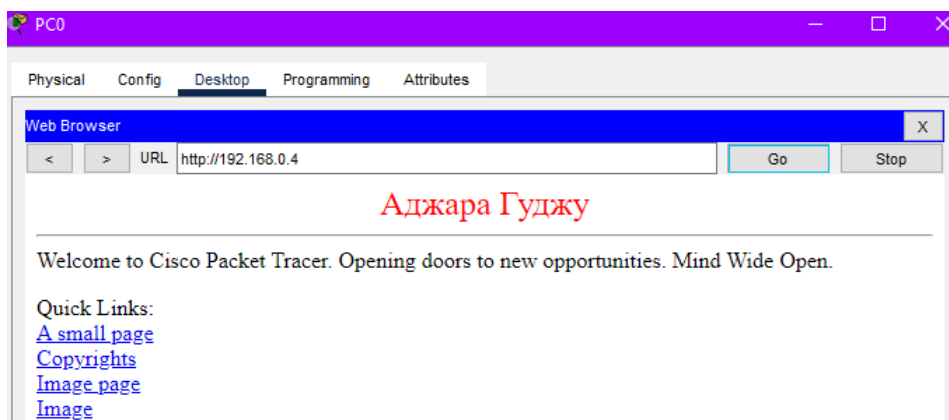 PC0
Physical Config Desktop Programming Attributes
Web Browser X
< > URL http://192.168.0.4 Go Stop
Аджара Гуджу
Welcome to Cisco Packet Tracer. Opening doors to new opportunities. Mind Wide Open.
Quick Links:
A small page
Copyrights
Image page
Image